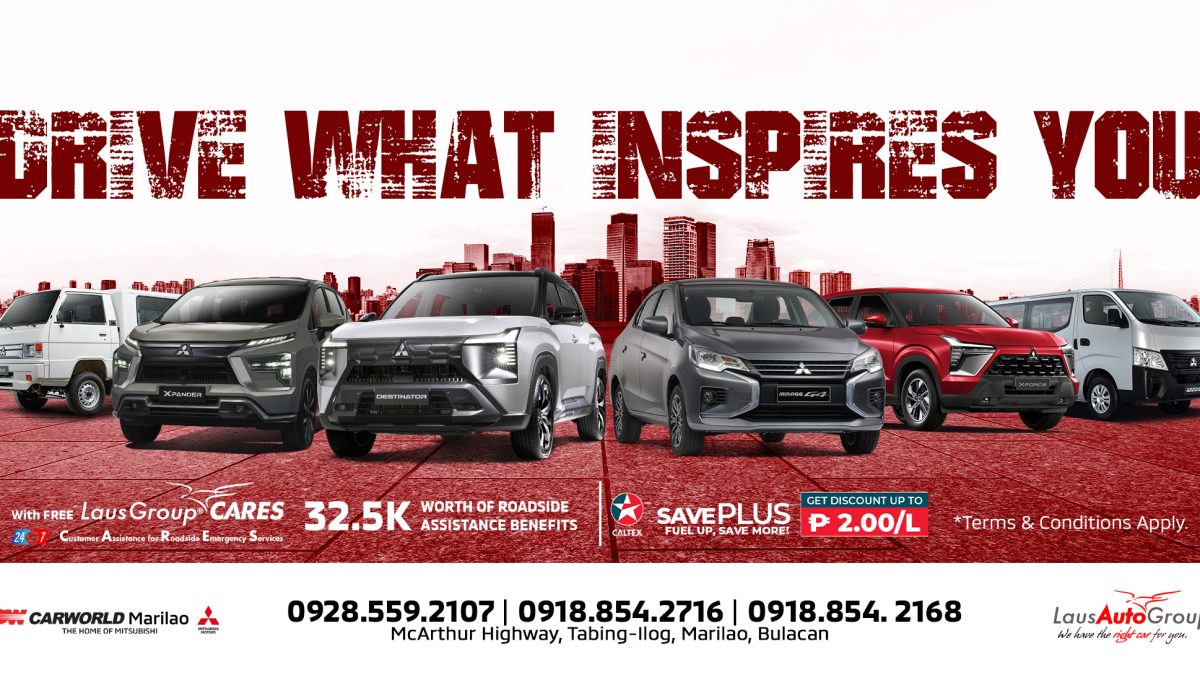 DRIVE WHAT INSPIRES YOU
XPANDER
DESTINATOR
MIRAGE G4
XFORCE
With FREE LausGroup CARES
24 7 Customer Assistance for Roadside Emergency Services
32.5K WORTH OF ROADSIDE
ASSISTANCE BENEFITS
CALTEX
SAVEPLUS
FUEL UP, SAVE MORE!
GET DISCOUNT UP TO
₱ 2.00/L
*Terms & Conditions Apply.
CARWORLD Marilao
THE HOME OF MITSUBISHI
MITSUBISHI
MOTORS
0928.559.2107 | 0918.854.2716 | 0918.854. 2168
McArthur Highway, Tabing-Ilog, Marilao, Bulacan
LausAutoGroup
We have the right car for you.